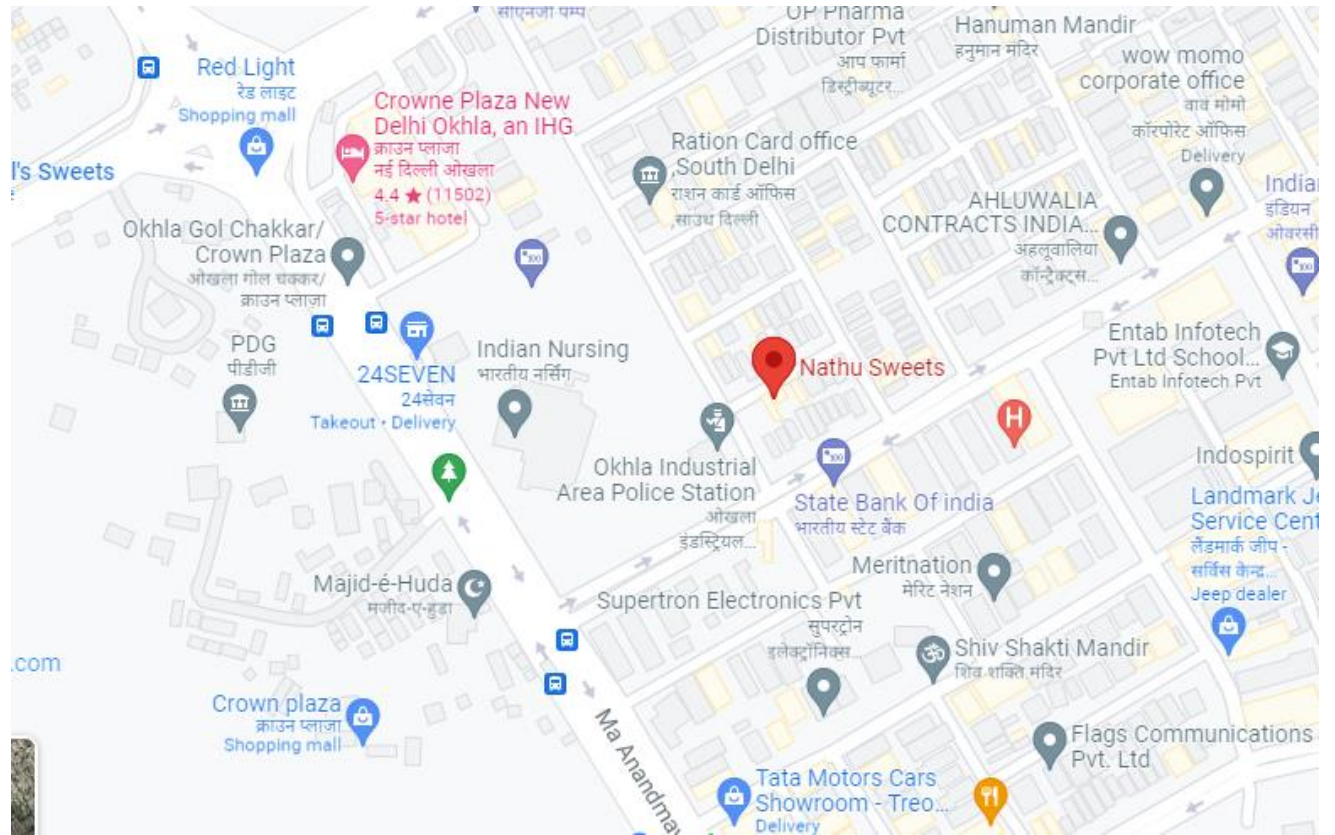 सीएनजी पम्प
OP Pharma
Distributor Pvt
आप फार्मा
डिस्ट्रीब्यूटर...
Hanuman Mandir
हनुमान मंदिर
wow momo
corporate office
वाव मोमो
कॉरपोरेट ऑफिस
Delivery
Red Light
रेड लाइट
Shopping mall
Crowne Plaza New
Delhi Okhla, an IHG
क्राउन प्लाजा
नई दिल्ली ओखला
4.4 ★ (11502)
5-star hotel
Ration Card office
,South Delhi
राशन कार्ड ऑफिस
,साउथ दिल्ली
l's Sweets
AHLUWALIA
CONTRACTS INDIA...
अहलूवालिया
कॉन्ट्रैक्ट्स...
Indian
इंडियन
ओवरसी
Okhla Gol Chakkar/
Crown Plaza
ओखला गोल चक्कर/
क्राउन प्लाज़ा
PDG
पीडीजी
24SEVEN
24सेवन
Takeout • Delivery
Indian Nursing
भारतीय नर्सिंग
Nathu Sweets
Entab Infotech
Pvt Ltd School...
Entab Infotech Pvt
H
Okhla Industrial
Area Police Station
ओखला
इंडस्ट्रियल...
State Bank Of india
भारतीय स्टेट बैंक
Indospirit
Landmark Je
Service Cent
लैंडमार्क जीप -
सर्विस केन्द्र...
Jeep dealer
Majid-é-Huda
मजीद-ए-हुडा
Meritnation
मेरिट नेशन
Supertron Electronics Pvt
सुपरट्रोन
इलेक्ट्रॉनिक्स...
Shiv Shakti Mandir
शिव शक्ति मंदिर
.com
Crown plaza
क्राउन प्लाजा
Shopping mall
Ma Anandmay
Flags Communications
Pvt. Ltd
Tata Motors Cars
Showroom - Treo...
Delivery